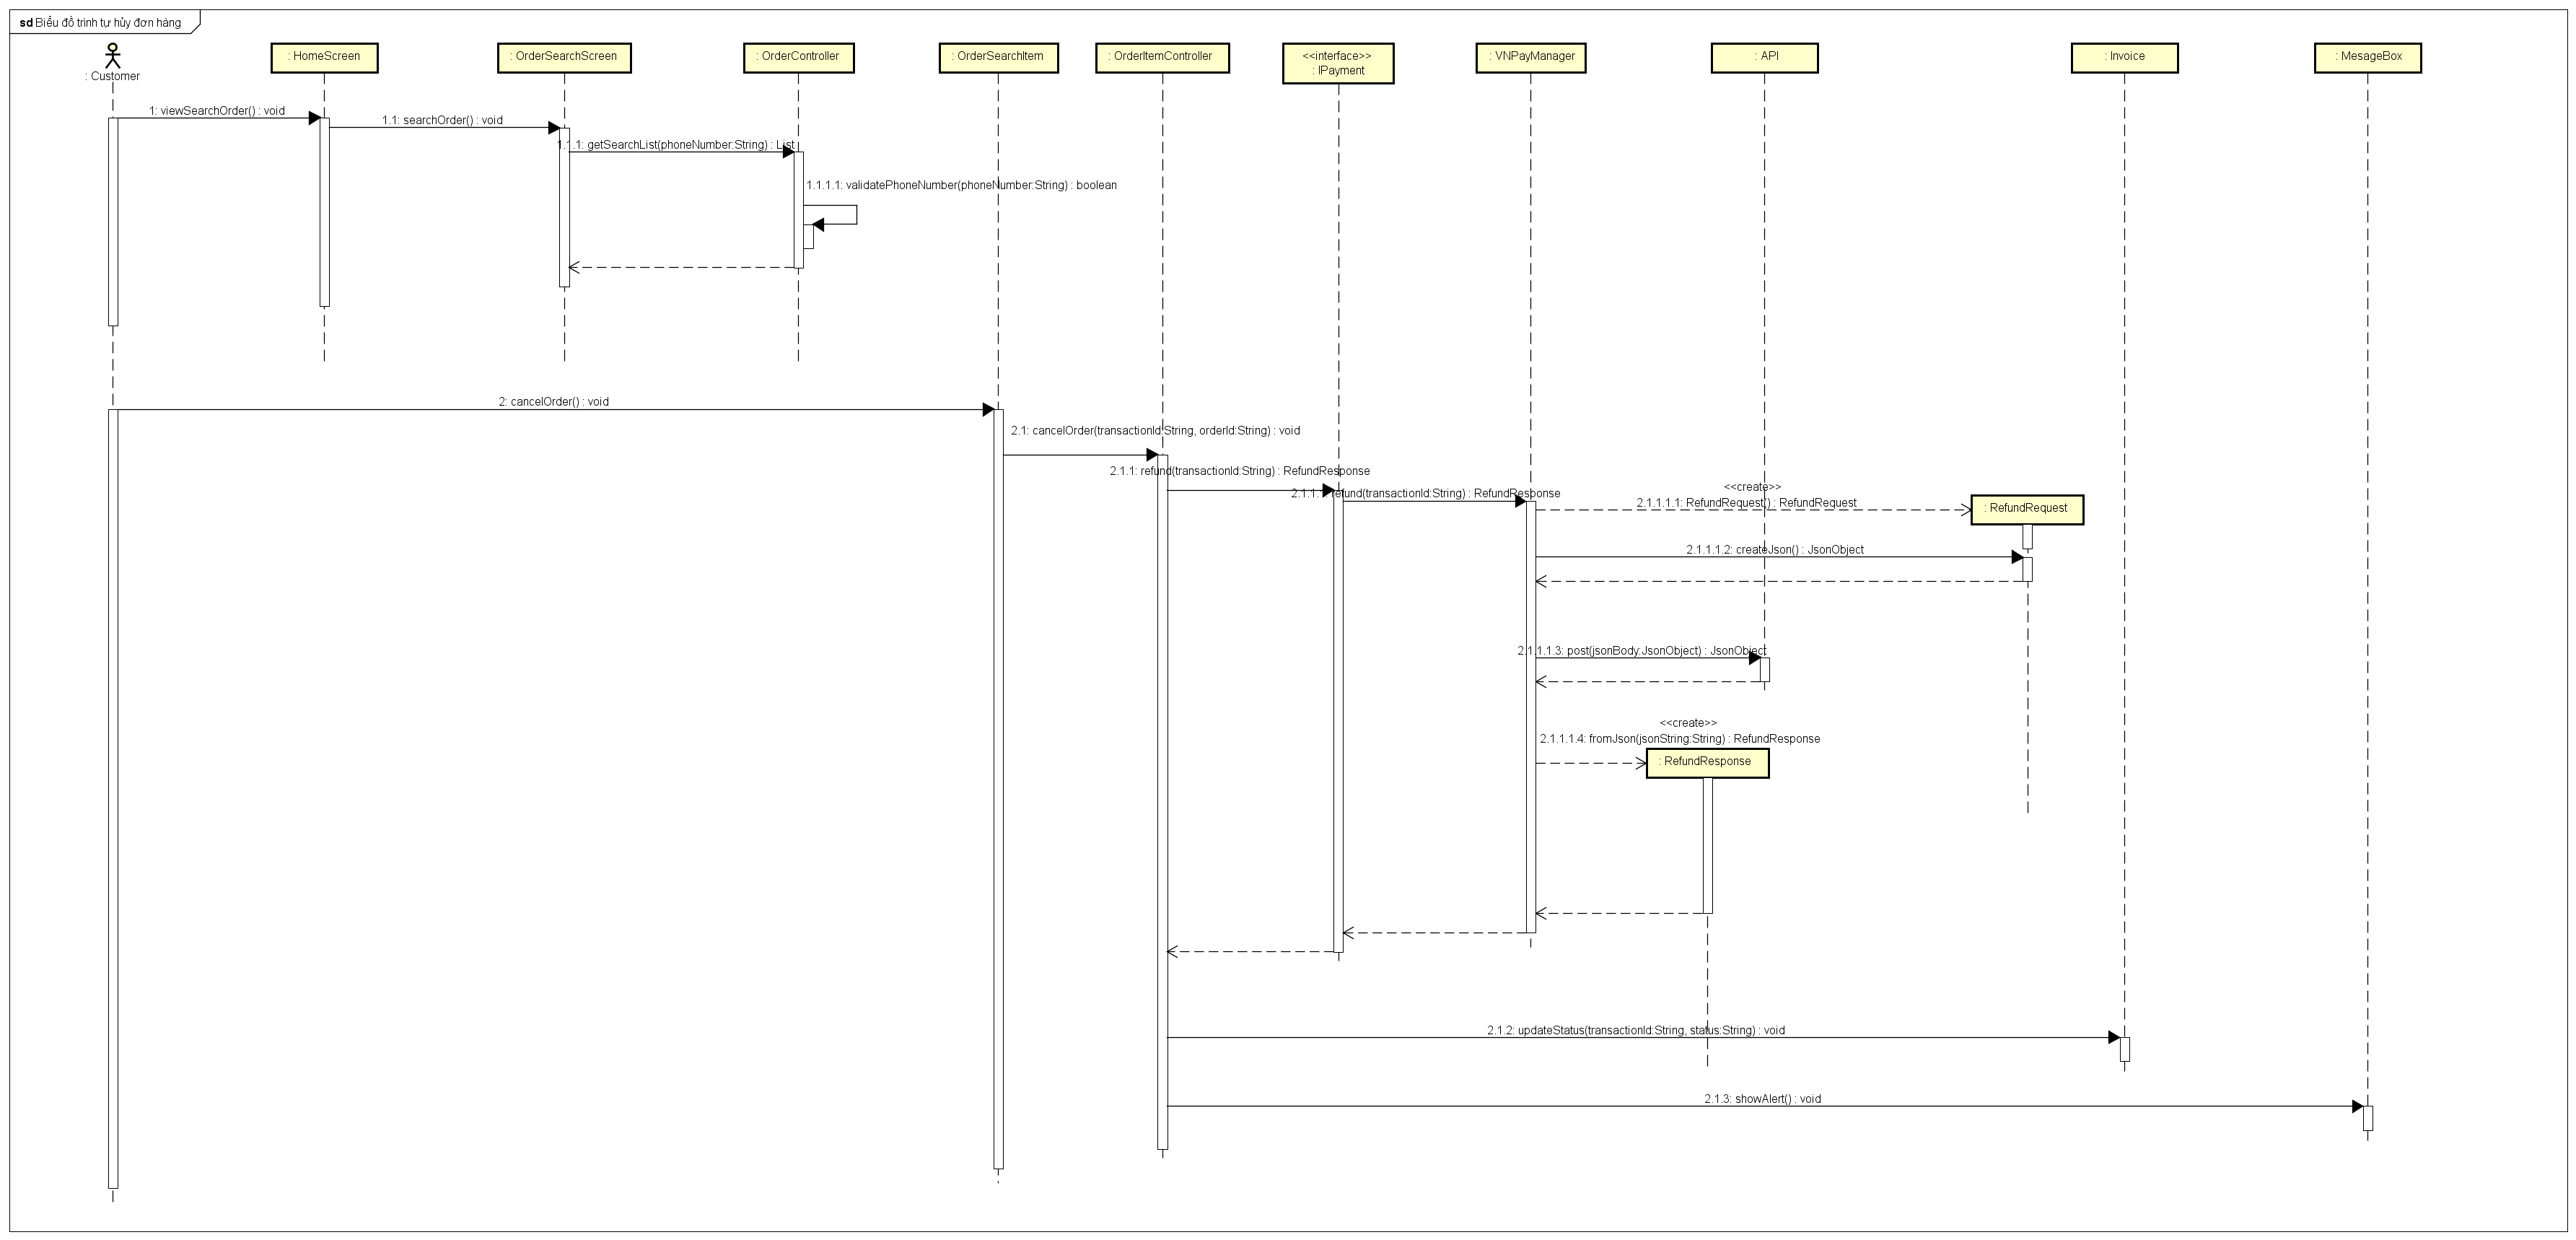 sd Biểu đồ trình tự hủy đơn hàng
: Customer
: HomeScreen
: OrderSearchScreen
: OrderController
: OrderSearchItem
: OrderItemController
<<interface>>
: IPayment
: VNPayManager
: API
: Invoice
: MesageBox
1: viewSearchOrder() : void
1.1: searchOrder() : void
1.1.1: getSearchList(phoneNumber:String) : List
1.1.1.1: validatePhoneNumber(phoneNumber:String) : boolean
2: cancelOrder() : void
2.1: cancelOrder(transactionId:String, orderId:String) : void
2.1.1: refund(transactionId:String) : RefundResponse
2.1.1.1: refund(transactionId:String) : RefundResponse
<<create>>
2.1.1.1.1: RefundRequest() : RefundRequest
: RefundRequest
2.1.1.1.2: createJson() : JsonObject
2.1.1.1.3: post(jsonBody:JsonObject) : JsonObject
<<create>>
2.1.1.1.4: fromJson(jsonString:String) : RefundResponse
: RefundResponse
2.1.2: updateStatus(transactionId:String, status:String) : void
2.1.3: showAlert() : void